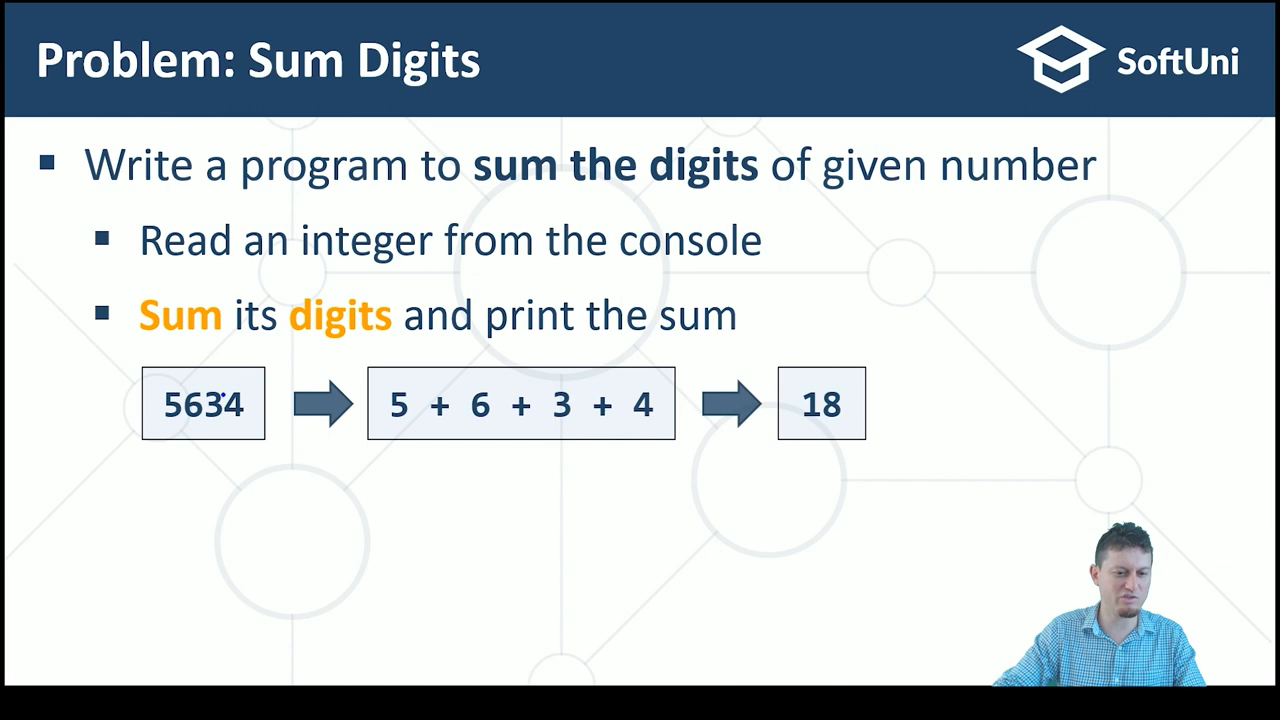 Problem: Sum Digits
SoftUni
Write a program to sum the digits of given number
Read an integer from the console
Sum its digits and print the sum
5634
5 + 6 + 3 + 4
18